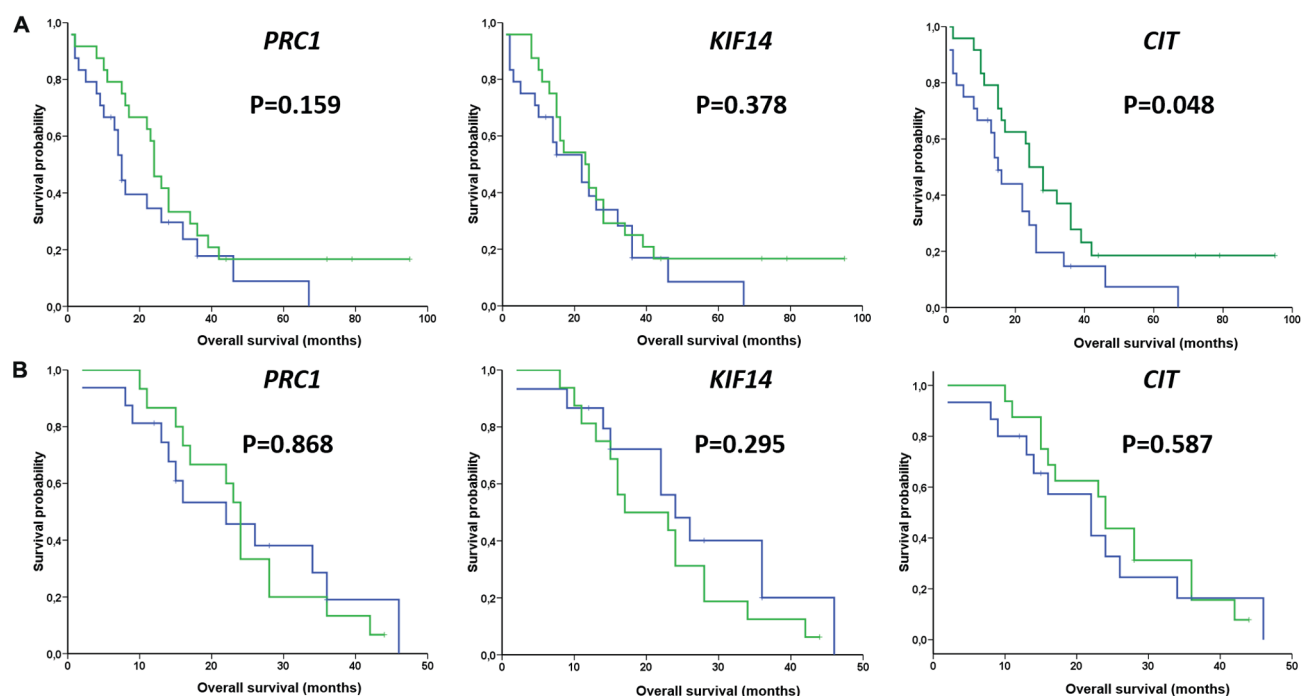 A
PRC1
P=0.159
Survival probability
1,0
0,8
0,6
0,4
0,2
0,0
0 20 40 60 80 100
Overall survival (months)
KIF14
P=0.378
Survival probability
1,0
0,8
0,6
0,4
0,2
0,0
0 20 40 60 80 100
Overall survival (months)
CIT
P=0.048
Survival probability
1,0
0,8
0,6
0,4
0,2
0,0
0 20 40 60 80 100
Overall survival (months)
B
PRC1
P=0.868
Survival probability
1,0
0,8
0,6
0,4
0,2
0,0
0 10 20 30 40 50
Overall survival (months)
KIF14
P=0.295
Survival probability
1,0
0,8
0,6
0,4
0,2
0,0
0 10 20 30 40 50
Overall survival (months)
CIT
P=0.587
Survival probability
1,0
0,8
0,6
0,4
0,2
0,0
0 10 20 30 40 50
Overall survival (months)